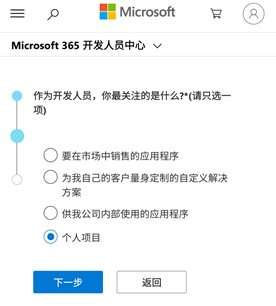 Microsoft
Microsoft 365 开发人员中心
作为开发人员，你最关注的是什么?*(请只选一
项)
要在市场中销售的应用程序
为我自己的客户量身定制的自定义解决
方案
供我公司内部使用的应用程序
个人项目
下一步
返回